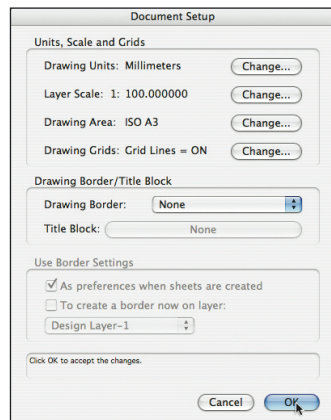 Document Setup
Units, Scale and Grids
Drawing Units: Millimeters Change...
Layer Scale: 1: 100.000000 Change...
Drawing Area: ISO A3 Change...
Drawing Grids: Grid Lines = ON Change...
Drawing Border/Title Block
Drawing Border: None
Title Block: None
Use Border Settings
As preferences when sheets are created
To create a border now on layer:
Design Layer-1
Click OK to accept the changes.
Cancel OK